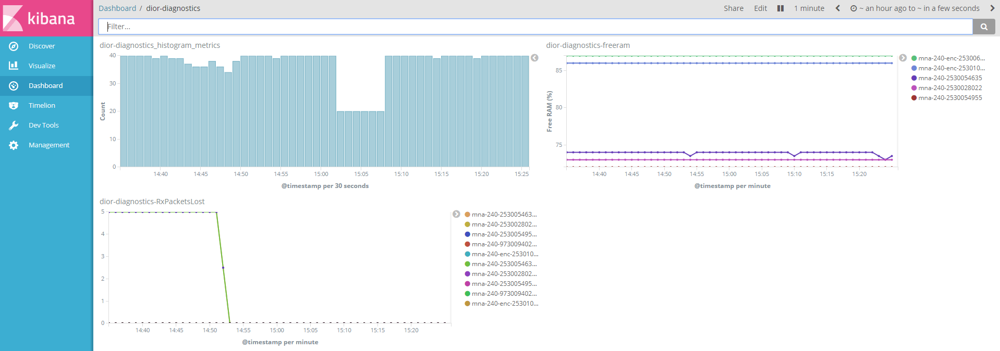 kibana
Discover
Visualize
Dashboard
Timelion
Dev Tools
Management
Dashboard / dior-diagnostics
Share Edit 1 minute ~ an hour ago to ~ in a few seconds
Filter...
dior-diagnostics_histogram_metrics
Count
40
30
20
10
0
14:40 14:45 14:50 14:55 15:00 15:05 15:10 15:15 15:20 15:25
@timestamp per 30 seconds
dior-diagnostics-freeram
Free RAM (%)
85
80
75
14:40 14:45 14:50 14:55 15:00 15:05 15:10 15:15 15:20
@timestamp per minute
mna-240-enc-253006...
mna-240-enc-253010...
mna-240-2530054635
mna-240-2530028022
mna-240-2530054955
dior-diagnostics-RxPacketsLost
5
4
3
2
1
0
14:40 14:45 14:50 14:55 15:00 15:05 15:10 15:15 15:20
@timestamp per minute
mna-240-253005463...
mna-240-253002802...
mna-240-253005495...
mna-240-973009402...
mna-240-enc-253010...
mna-240-253005463...
mna-240-253002802...
mna-240-253005495...
mna-240-973009402...
mna-240-enc-253010...